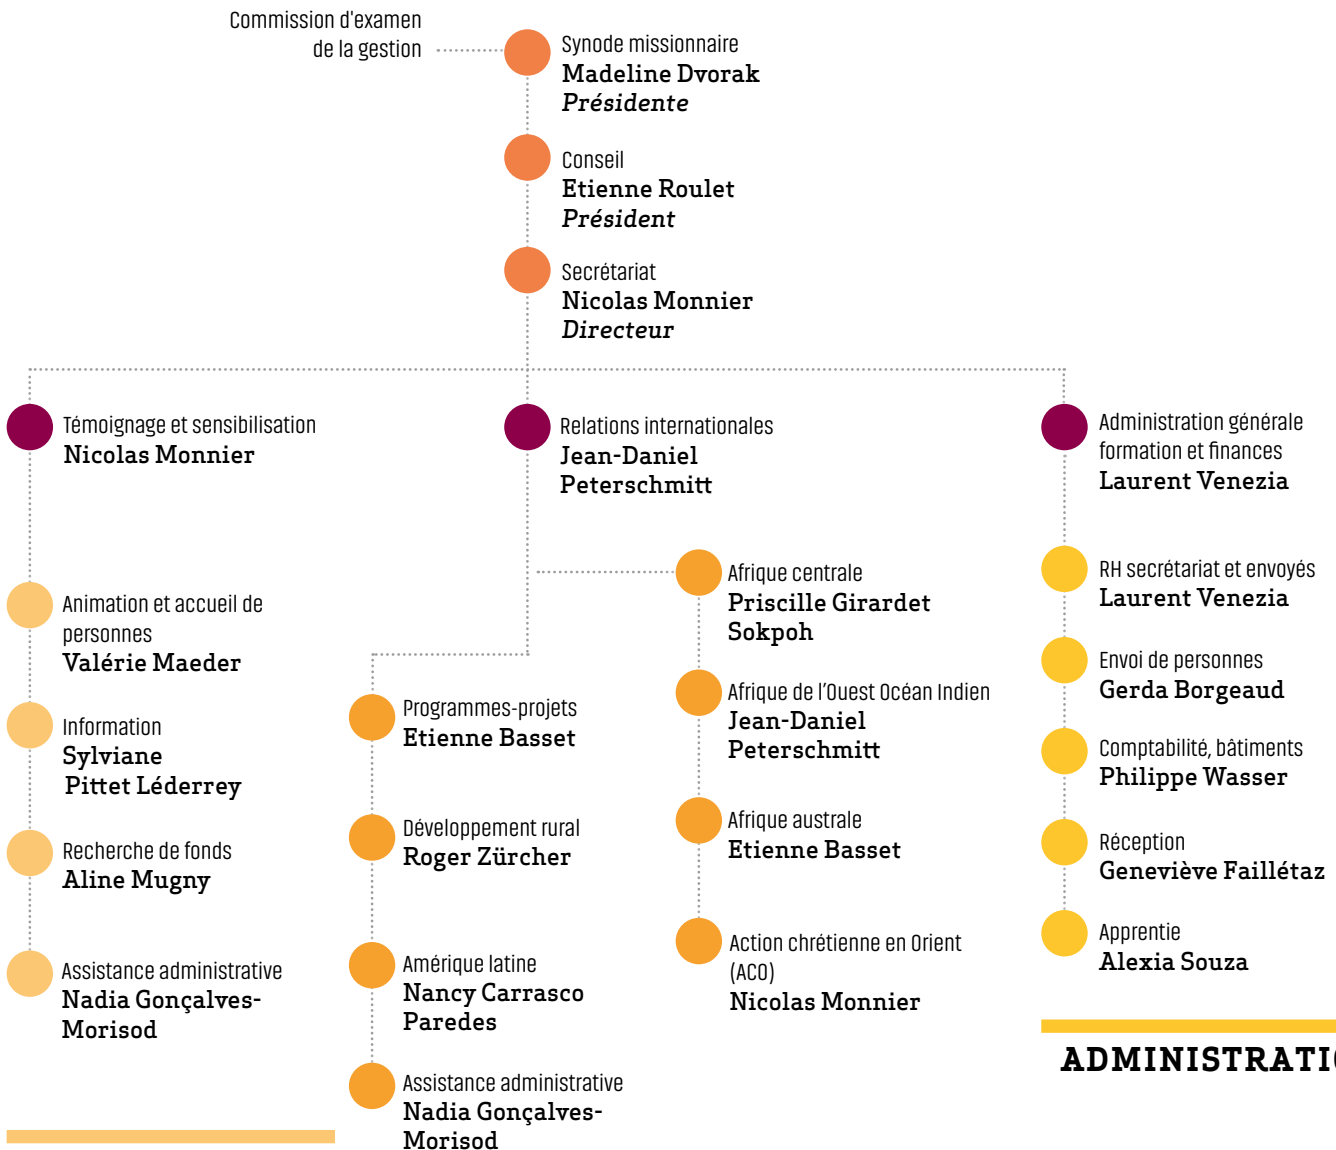 Commission d'examen
de la gestion
Synode missionnaire
Madeline Dvorak
Présidente
Conseil
Etienne Roulet
Président
Secrétariat
Nicolas Monnier
Directeur
Témoignage et sensibilisation
Nicolas Monnier
Animation et accueil de
personnes
Valérie Maeder
Information
Sylviane
Pittet Léderrey
Recherche de fonds
Aline Mugny
Assistance administrative
Nadia Gonçalves-
Morisod
Relations internationales
Jean-Daniel
Peterschmitt
Programmes-projets
Etienne Basset
Développement rural
Roger Zürcher
Amérique latine
Nancy Carrasco
Paredes
Assistance administrative
Nadia Gonçalves-
Morisod
Afrique centrale
Priscille Girardet
Sokpoh
Afrique de l'Ouest Océan Indien
Jean-Daniel
Peterschmitt
Afrique australe
Etienne Basset
Action chrétienne en Orient
(ACO)
Nicolas Monnier
Administration générale
formation et finances
Laurent Venezia
RH secrétariat et envoyés
Laurent Venezia
Envoi de personnes
Gerda Borgeaud
Comptabilité, bâtiments
Philippe Wasser
Réception
Geneviève Faillétaz
Apprentie
Alexia Souza
ADMINISTRATIO